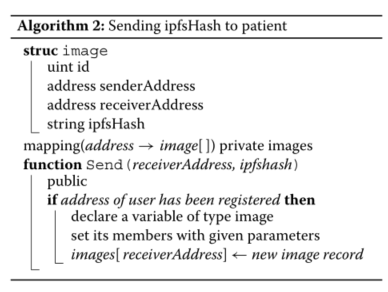 Algorithm 2: Sending ipfsHash to patient
struc image
uint id
address senderAddress
address receiverAddress
string ipfsHash
mapping(address → image[ ]) private images
function Send(receiverAddress, ipfshash)
public
if address of user has been registered then
declare a variable of type image
set its members with given parameters
images[ receiverAddress] ← new image record